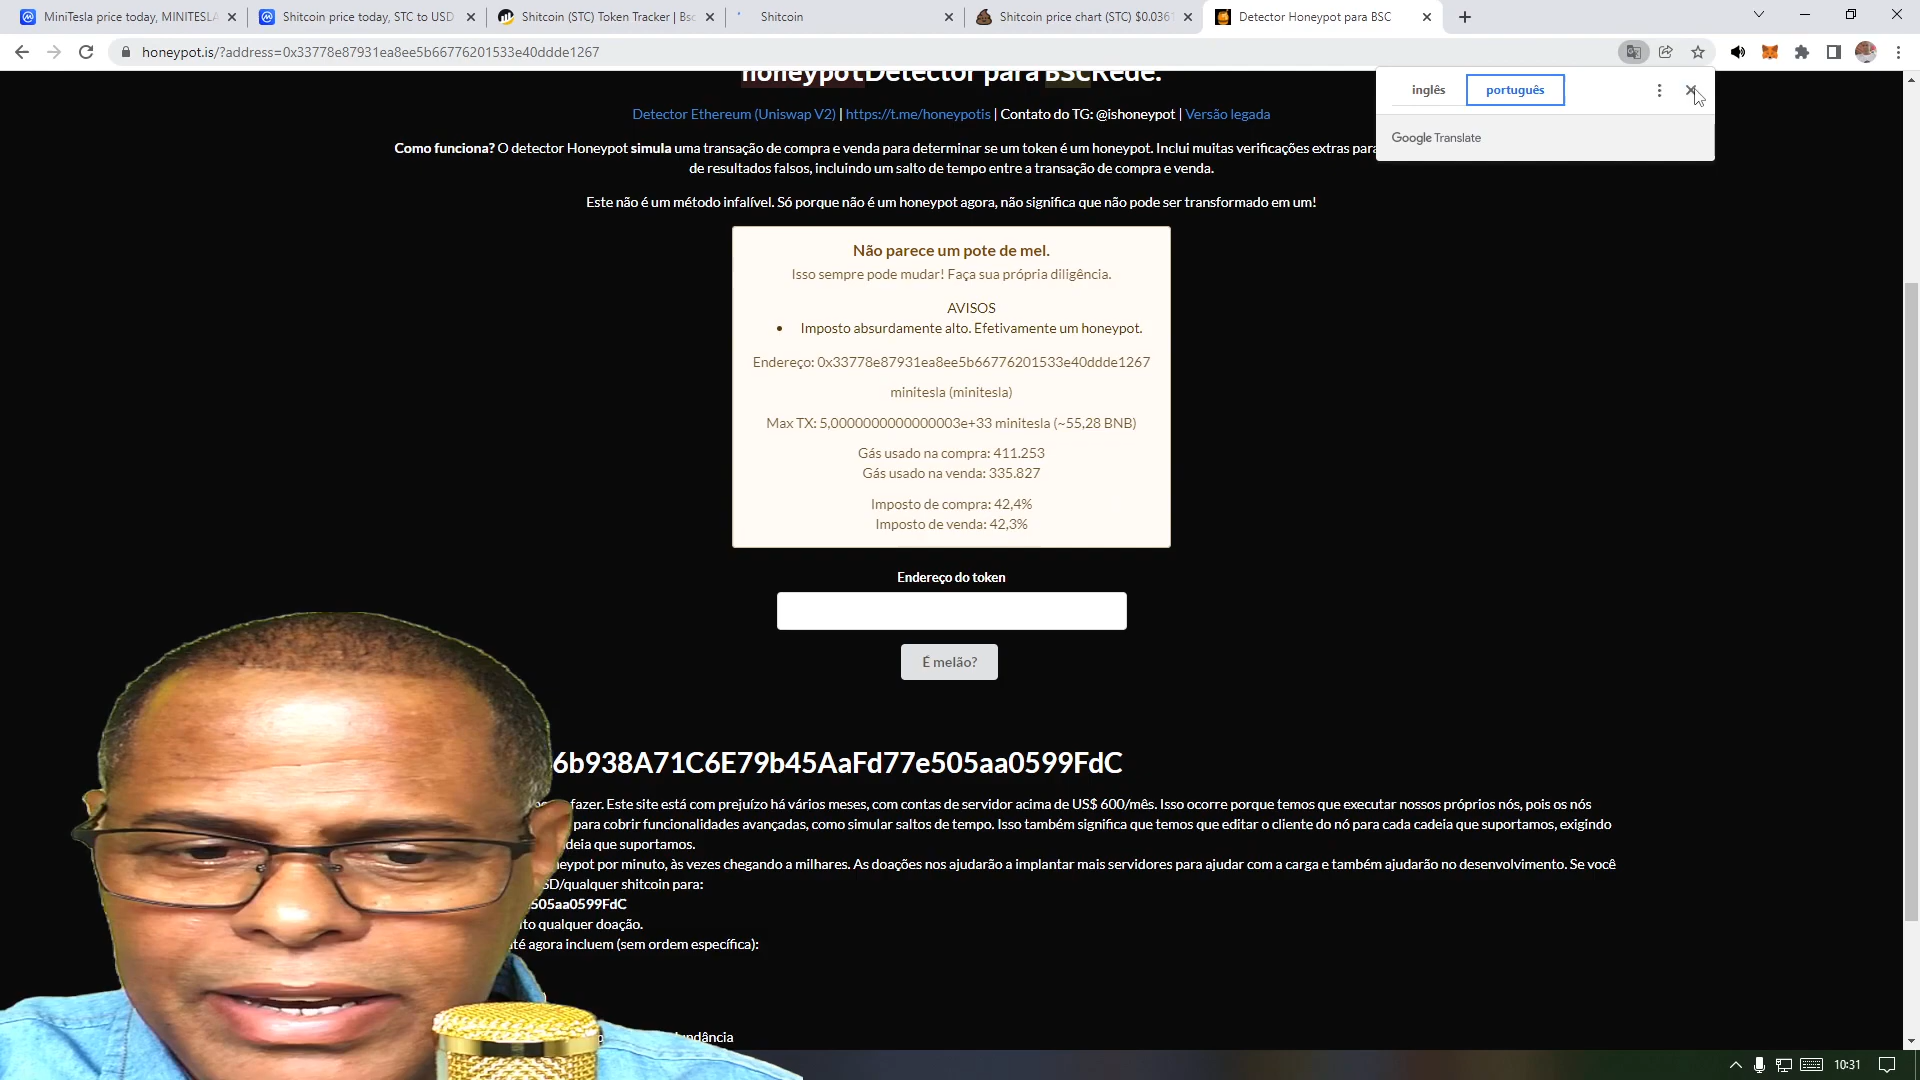 MiniTesla price today, MINITESLA
Shitcoin price today, STC to USD
Shitcoin (STC) Token Tracker | Bsc
Shitcoin
Shitcoin price chart (STC) $0.0361
Detector Honeypot para BSC
honeypot.is/?address=0x33778e87931ea8ee5b66776201533e40ddde1267
inglês português
Google Translate
honeypotDetector para BSCRede.
Detector Ethereum (Uniswap V2) | https://t.me/honeypotis | Contato do TG: @ishoneypot | Versão legada
Como funciona? O detector Honeypot simula uma transação de compra e venda para determinar se um token é um honeypot. Inclui muitas verificações extras para
de resultados falsos, incluindo um salto de tempo entre a transação de compra e venda.
Este não é um método infalível. Só porque não é um honeypot agora, não significa que não pode ser transformado em um!
Não parece um pote de mel.
Isso sempre pode mudar! Faça sua própria diligência.
AVISOS
• Imposto absurdamente alto. Efetivamente um honeypot.
Endereço: 0x33778e87931ea8ee5b66776201533e40ddde1267
minitesla (minitesla)
Max TX: 5,0000000000000003e+33 minitesla (~55,28 BNB)
Gás usado na compra: 411.253
Gás usado na venda: 335.827
Imposto de compra: 42,4%
Imposto de venda: 42,3%
Endereço do token
É melão?
6b938A71C6E79b45AaFd77e505aa0599FdC
fazer. Este site está com prejuízo há vários meses, com contas de servidor acima de US$ 600/mês. Isso ocorre porque temos que executar nossos próprios nós, pois os nós
para cobrir funcionalidades avançadas, como simular saltos de tempo. Isso também significa que temos que editar o cliente do nó para cada cadeia que suportamos, exigindo
adeia que suportamos.
neypot por minuto, às vezes chegando a milhares. As doações nos ajudarão a implantar mais servidores para ajudar com a carga e também ajudarão no desenvolvimento. Se você
SD/qualquer shitcoin para:
505aa0599FdC
ito qualquer doação.
até agora incluem (sem ordem específica):
undância
10:31